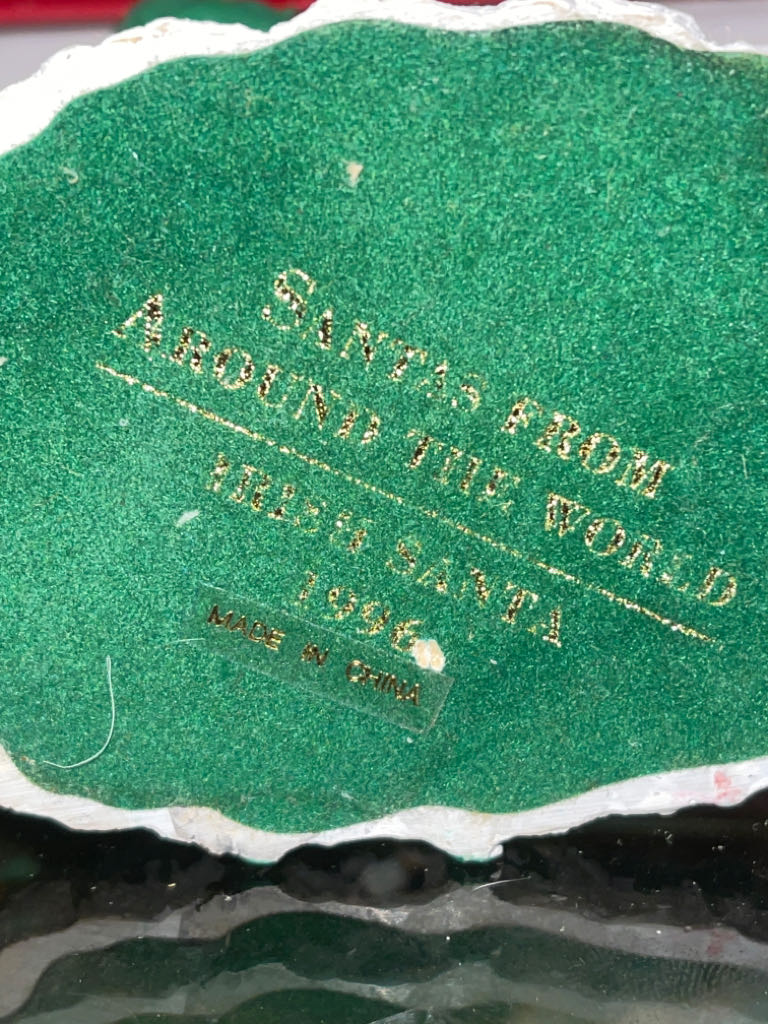 SANTAS FROM
AROUND THE WORLD
IRISH SANTA
1996
MADE IN CHINA